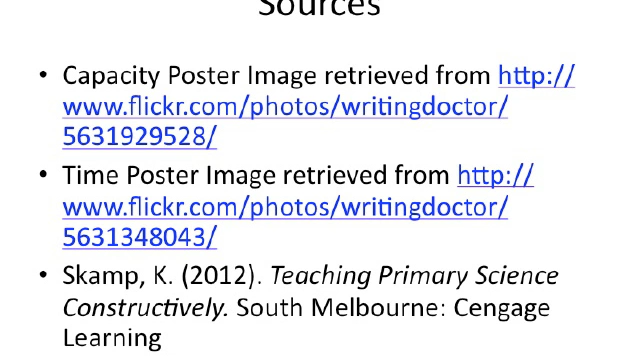 Sources
• Capacity Poster Image retrieved from http://
www.flickr.com/photos/writingdoctor/
5631929528/
• Time Poster Image retrieved from http://
www.flickr.com/photos/writingdoctor/
5631348043/
• Skamp, K. (2012). Teaching Primary Science
Constructively. South Melbourne: Cengage
Learning